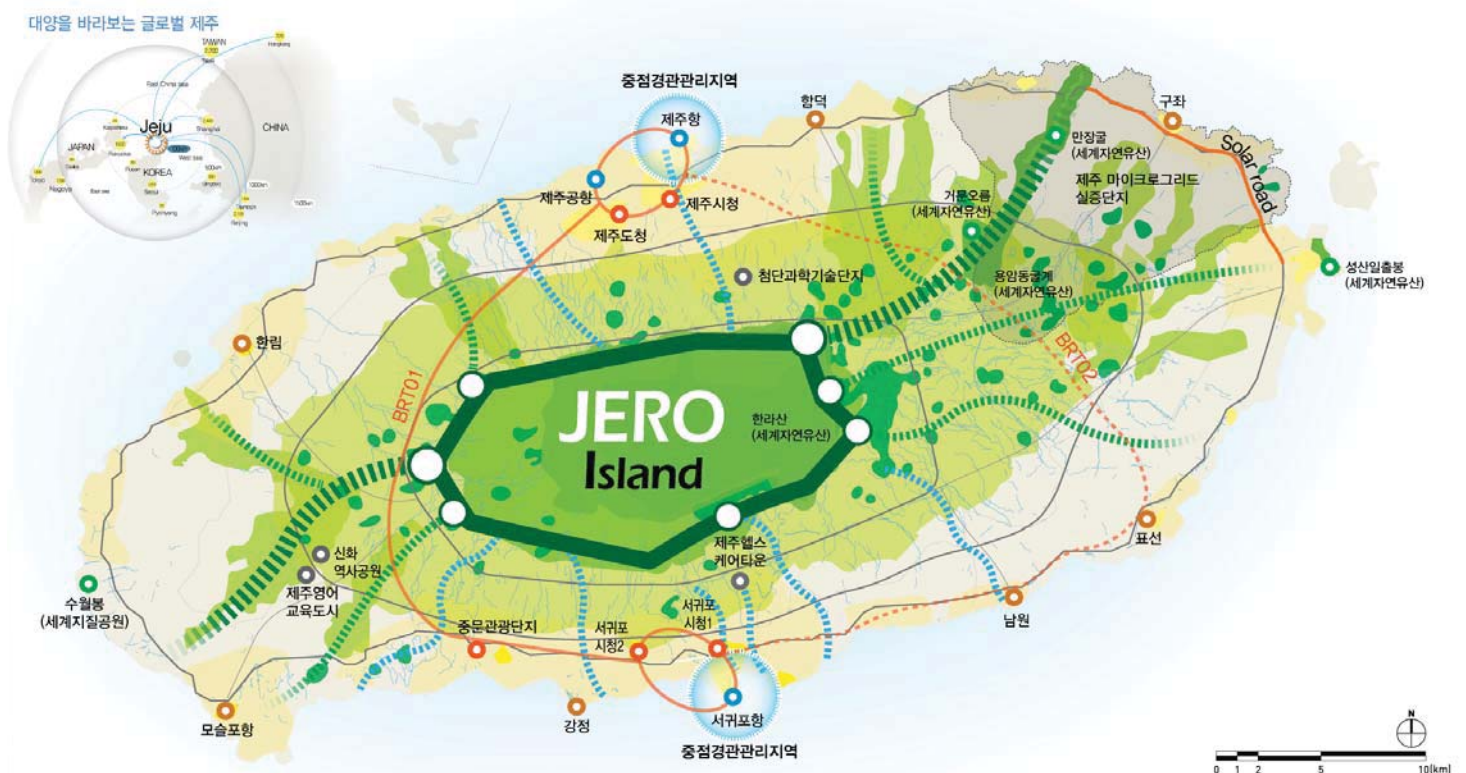 대양을 바라보는 글로벌 제주
TAIWAN
East China sea
Jeju
Shanghai
CHINA
JAPAN
West sea
KOREA
Nagoya
Busan
Seoul
Pyongyang
Beijing
500km
1000km
1500km
중점경관관리지역
제주항
함덕
구좌
만장굴
(세계자연유산)
Solar road
제주 마이크로그리드
실증단지
제주공항
제주시청
제주도청
거문오름
(세계자연유산)
첨단과학기술단지
용암동굴계
(세계자연유산)
성산일출봉
(세계자연유산)
한림
BRT01
BRT02
JERO
Island
한라산
(세계자연유산)
제주헬스
케어타운
표선
신화
역사공원
제주영어
교육도시
수월봉
(세계지질공원)
중문관광단지
서귀포
시청2
서귀포
시청1
남원
모슬포항
강정
서귀포항
중점경관관리지역
N
0 1 2 5 10(km)